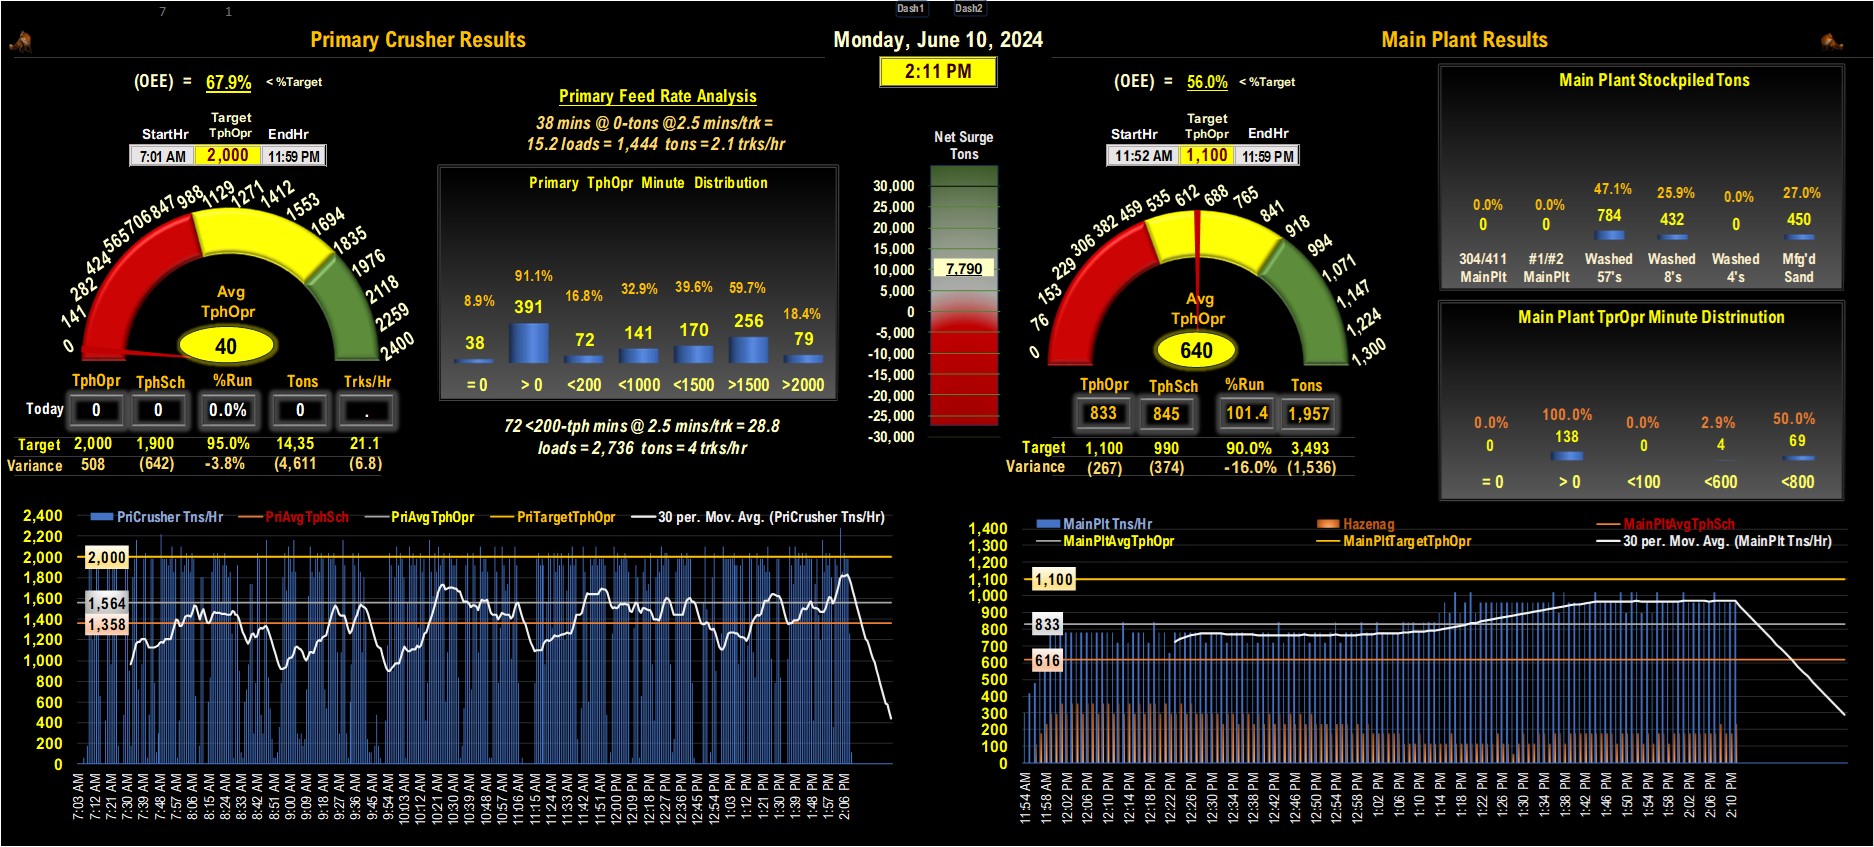 7 1
Dash1 Dash2
Primary Crusher Results
Monday, June 10, 2024
Main Plant Results
2:11 PM
(OEE) = 67.9% < %Target
Target
StartHr TphOpr EndHr
7:01 AM 2,000 11:59 PM
0 141 282 424 565 706 847 988 1129 1271 1412 1553 1694 1835 1976 2118 2259 2400
Avg
TphOpr
40
TphOpr TphSch %Run Tons Trks/Hr
Today 0 0 0.0% 0 .
Target 2,000 1,900 95.0% 14,35 21.1
Variance 508 (642) -3.8% (4,611 (6.8)
Primary Feed Rate Analysis
38 mins @ 0-tons @2.5 mins/trk =
15.2 loads = 1,444 tons = 2.1 trks/hr
Primary TphOpr Minute Distribution
8.9% 91.1% 16.8% 32.9% 39.6% 59.7% 18.4%
38 391 72 141 170 256 79
= 0 > 0 <200 <1000 <1500 >1500 >2000
72 <200-tph mins @ 2.5 mins/trk = 28.8
loads = 2,736 tons = 4 trks/hr
Net Surge
Tons
30,000
25,000
20,000
15,000
10,000
7,790
5,000
0
-5,000
-10,000
-15,000
-20,000
-25,000
-30,000
(OEE) = 56.0% < %Target
Target
StartHr TphOpr EndHr
11:52 AM 1,100 11:59 PM
0 76 153 229 306 382 459 535 612 688 765 841 918 994 1,071 1,147 1,224 1,300
Avg
TphOpr
640
TphOpr TphSch %Run Tons
833 845 101.4 1,957
Target 1,100 990 90.0% 3,493
Variance (267) (374) -16.0% (1,536)
Main Plant Stockpiled Tons
0.0% 0.0% 47.1% 25.9% 0.0% 27.0%
0 0 784 432 0 450
304/411 #1/#2 Washed Washed Washed Mfg'd
MainPlt MainPlt 57's 8's 4's Sand
Main Plant TprOpr Minute Distrinution
0.0% 100.0% 0.0% 2.9% 50.0%
0 138 0 4 69
= 0 > 0 <100 <600 <800
PriCrusher Tns/Hr PriAvgTphSch PriAvgTphOpr PriTargetTphOpr 30 per. Mov. Avg. (PriCrusher Tns/Hr)
2,400
2,200
2,000
1,800
1,600
1,400
1,200
1,000
800
600
400
200
0
2,000
1,564
1,358
7:03 AM 7:12 AM 7:21 AM 7:30 AM 7:39 AM 7:48 AM 7:57 AM 8:06 AM 8:15 AM 8:24 AM 8:33 AM 8:42 AM 8:51 AM 9:00 AM 9:09 AM 9:18 AM 9:27 AM 9:36 AM 9:45 AM 9:54 AM 10:03 AM 10:12 AM 10:21 AM 10:30 AM 10:39 AM 10:48 AM 10:57 AM 11:06 AM 11:15 AM 11:24 AM 11:33 AM 11:42 AM 11:51 AM 12:00 PM 12:09 PM 12:18 PM 12:27 PM 12:36 PM 12:45 PM 12:54 PM 1:03 PM 1:12 PM 1:21 PM 1:30 PM 1:39 PM 1:48 PM 1:57 PM 2:06 PM
MainPlt Tns/Hr Hazenag MainPltAvgTphSch
MainPltAvgTphOpr MainPltTargetTphOpr 30 per. Mov. Avg. (MainPlt Tns/Hr)
1,400
1,300
1,200
1,100
1,000
900
800
700
600
500
400
300
200
100
0
1,100
833
616
11:54 AM 11:58 AM 12:02 PM 12:06 PM 12:10 PM 12:14 PM 12:18 PM 12:22 PM 12:26 PM 12:30 PM 12:34 PM 12:38 PM 12:42 PM 12:46 PM 12:50 PM 12:54 PM 12:58 PM 1:02 PM 1:06 PM 1:10 PM 1:14 PM 1:18 PM 1:22 PM 1:26 PM 1:30 PM 1:34 PM 1:38 PM 1:42 PM 1:46 PM 1:50 PM 1:54 PM 1:58 PM 2:02 PM 2:06 PM 2:10 PM